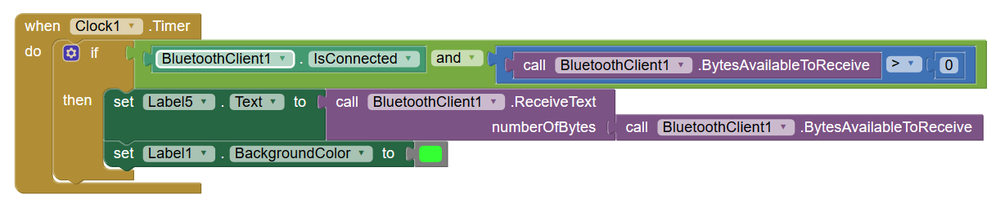 when Clock1 .Timer
do if BluetoothClient1 . IsConnected and call BluetoothClient1 .BytesAvailableToReceive > 0
then set Label5 . Text to call BluetoothClient1 .ReceiveText
numberOfBytes call BluetoothClient1 .BytesAvailableToReceive
set Label1 . BackgroundColor to